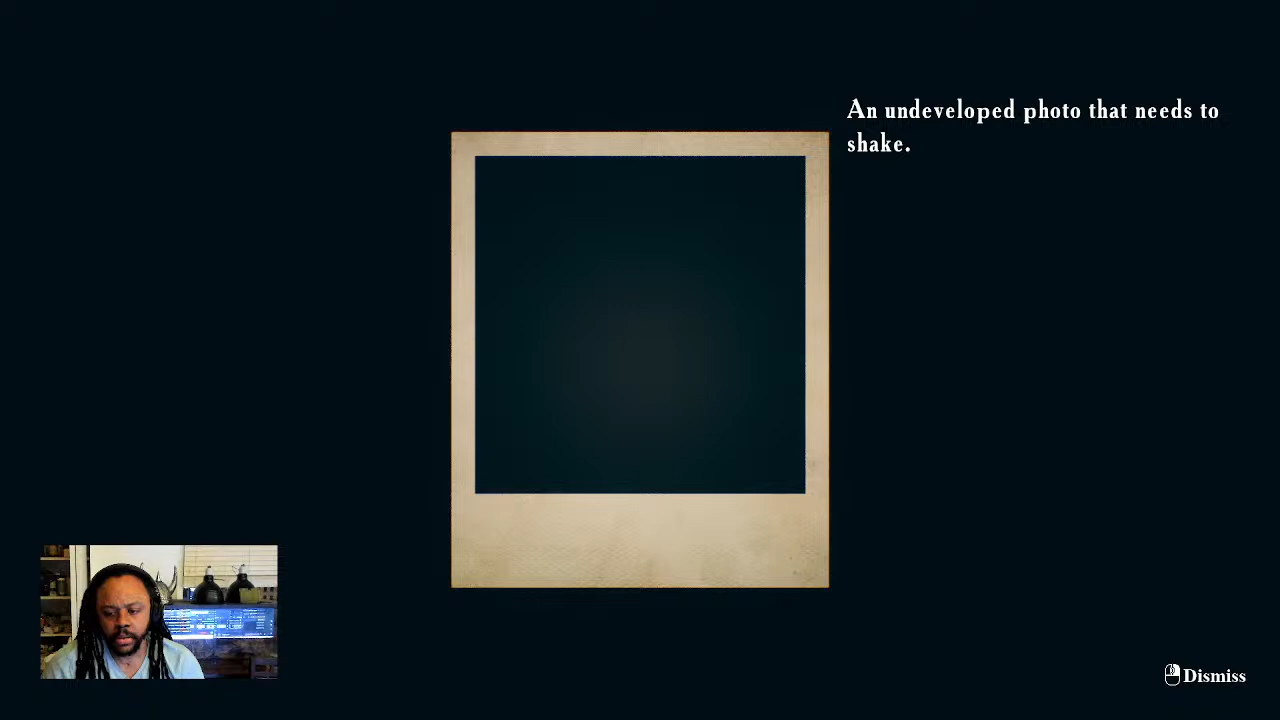 An undeveloped photo that needs to
shake.
Dismiss